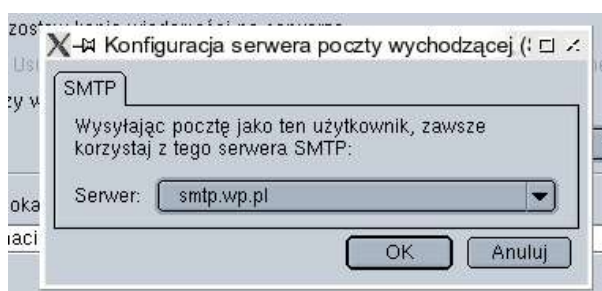 Konfiguracja serwera poczty wychodzącej (
SMTP
Wysyłając pocztę jako ten użytkownik, zawsze
korzystaj z tego serwera SMTP:
Serwer: smtp.wp.pl
OK Anuluj